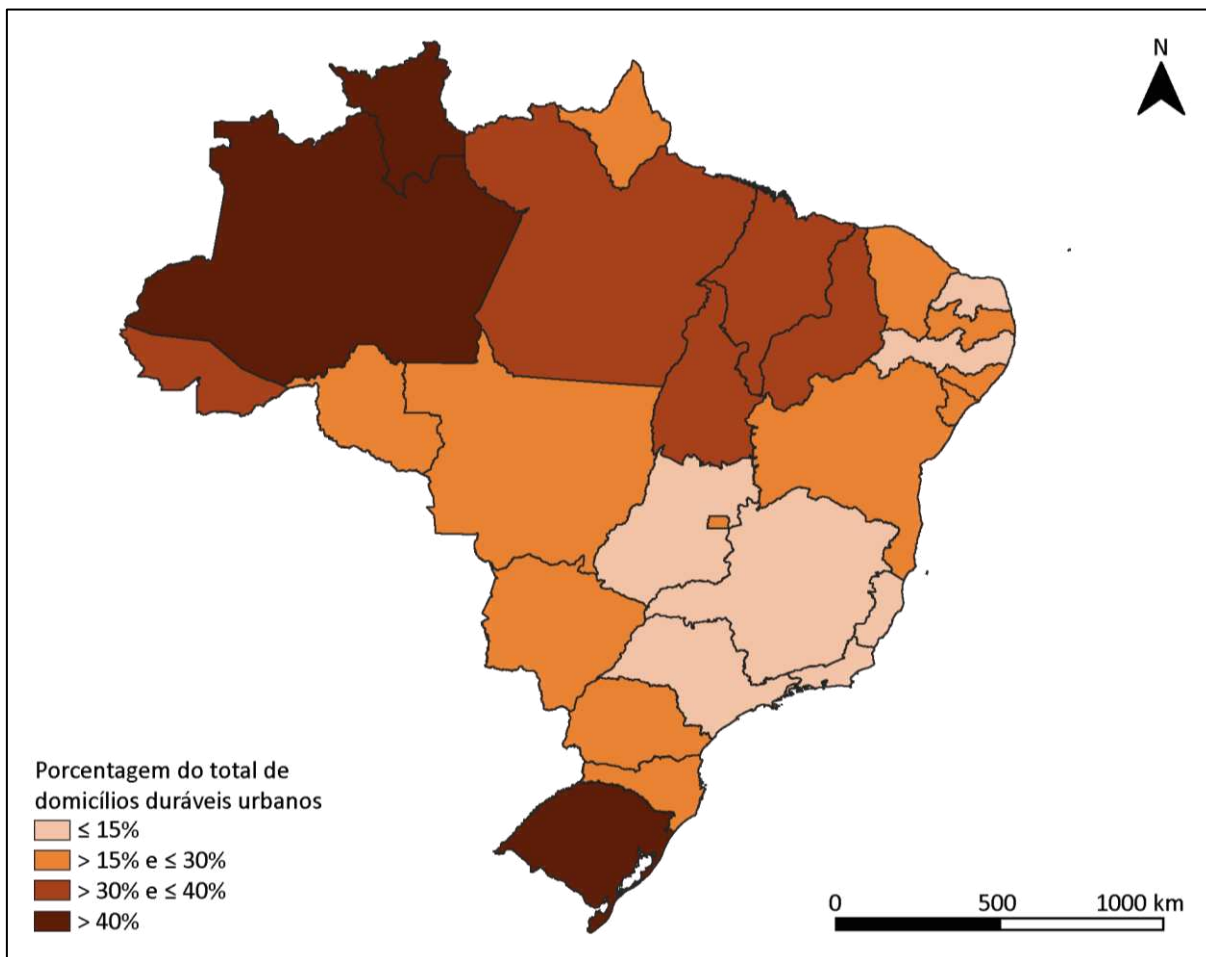 N
Porcentagem do total de
domicílios duráveis urbanos
≤ 15%
> 15% e ≤ 30%
> 30% e ≤ 40%
> 40%
0 500 1000 km